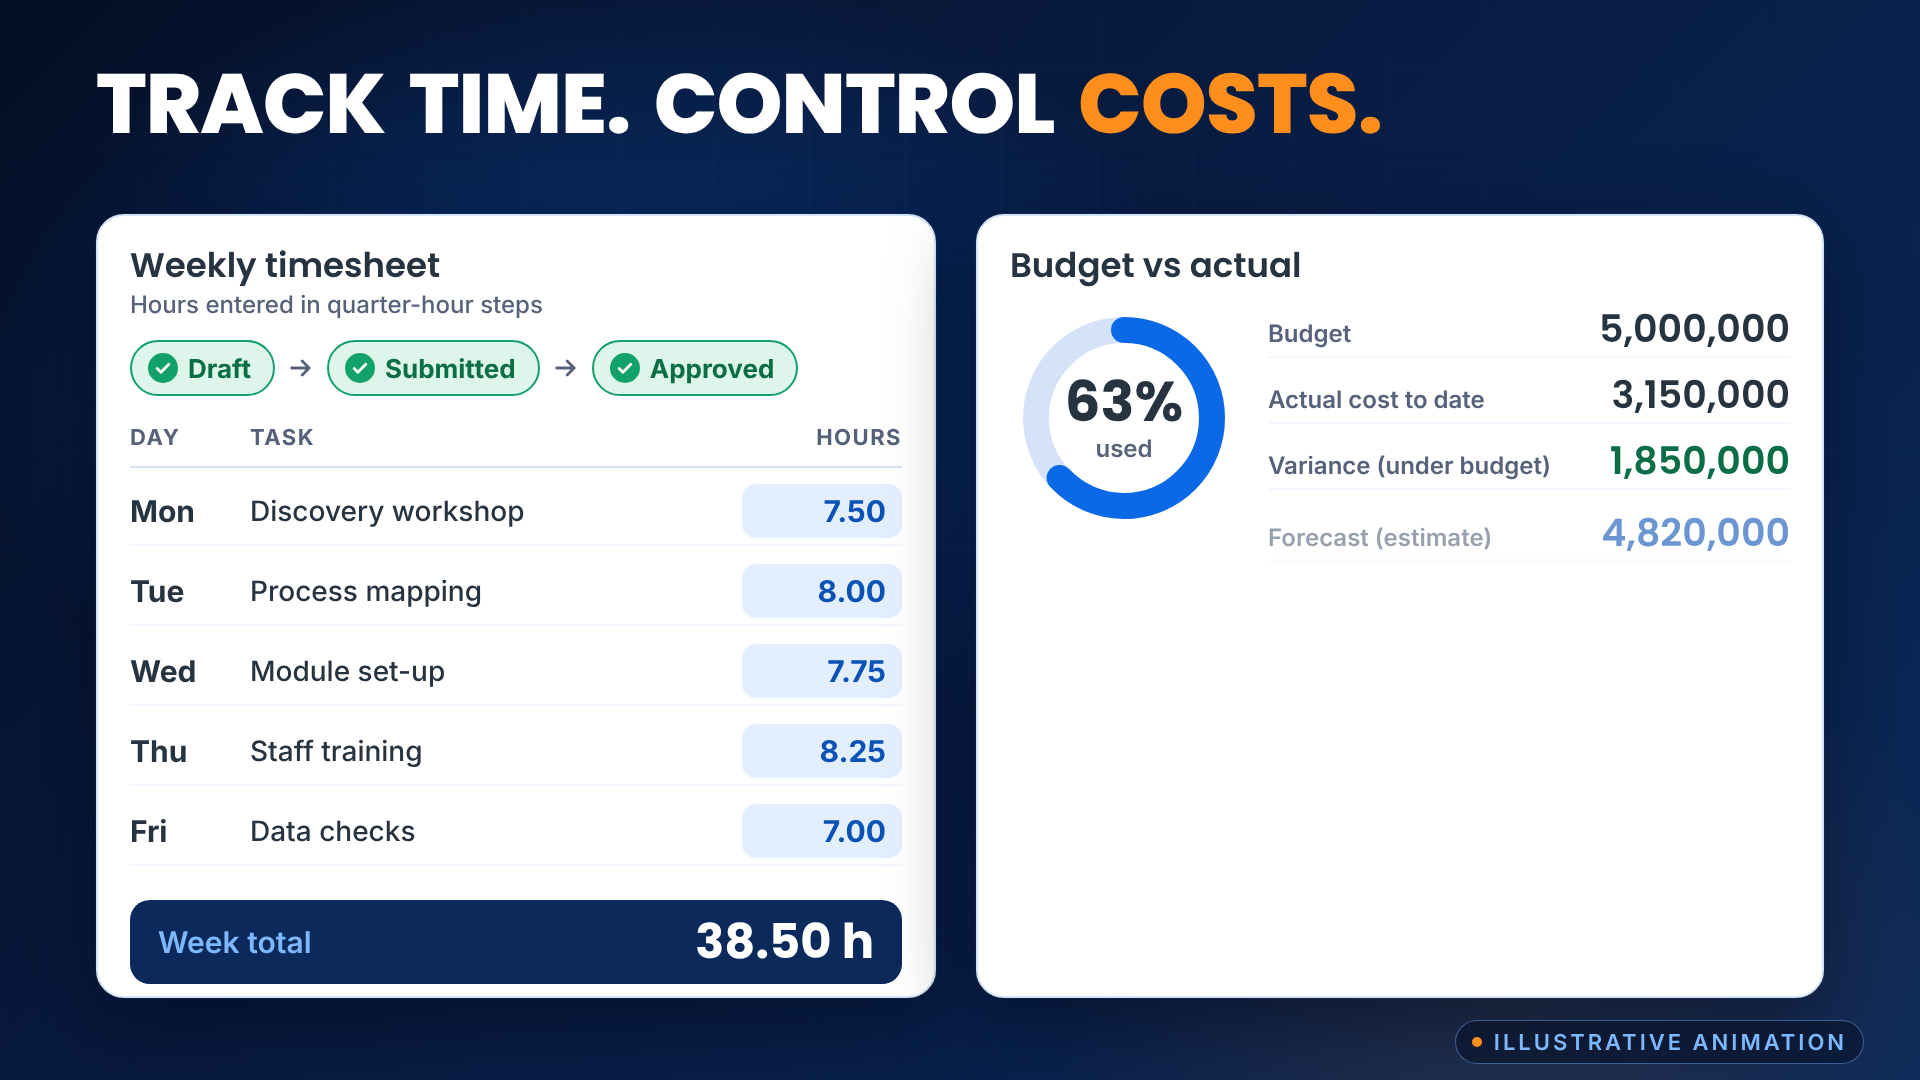 TRACK TIME. CONTROL COSTS.
Weekly timesheet
Hours entered in quarter-hour steps
Draft → Submitted → Approved
DAY TASK HOURS
Mon Discovery workshop 7.50
Tue Process mapping 8.00
Wed Module set-up 7.75
Thu Staff training 8.25
Fri Data checks 7.00
Week total 38.50 h
Budget vs actual
63%
used
Budget 5,000,000
Actual cost to date 3,150,000
Variance (under budget) 1,850,000
Forecast (estimate) 4,820,000
ILLUSTRATIVE ANIMATION